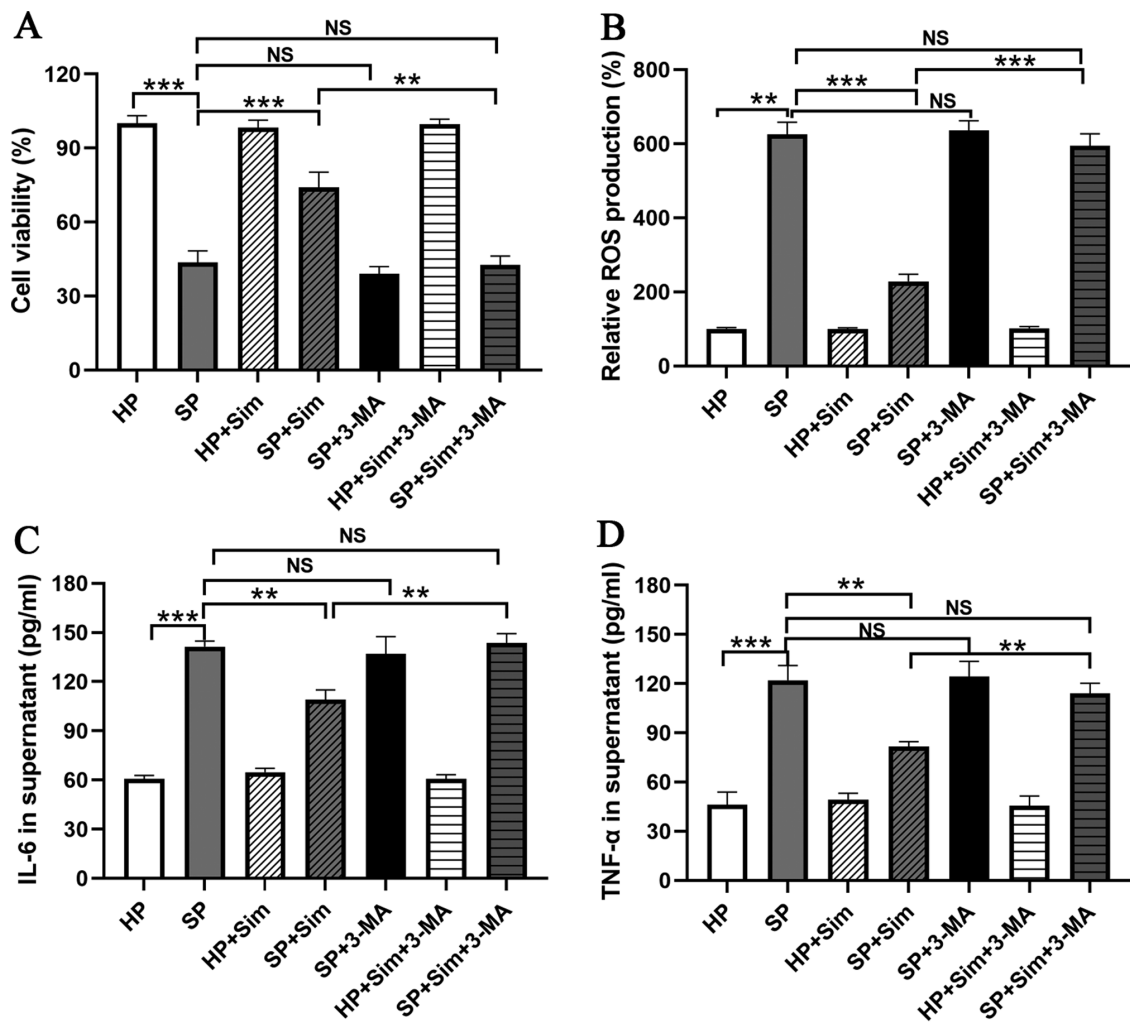 A
NS
NS
***
***
**
Cell viability (%)
120
90
60
30
0
HP
SP
HP+Sim
SP+Sim
SP+3-MA
HP+Sim+3-MA
SP+Sim+3-MA
B
NS
***
***
**
NS
Relative ROS production (%)
800
600
400
200
0
HP
SP
HP+Sim
SP+Sim
SP+3-MA
HP+Sim+3-MA
SP+Sim+3-MA
C
NS
NS
***
**
**
IL-6 in supernatant (pg/ml)
180
150
120
90
60
30
0
HP
SP
HP+Sim
SP+Sim
SP+3-MA
HP+Sim+3-MA
SP+Sim+3-MA
D
**
NS
***
NS
**
TNF-α in supernatant (pg/ml)
180
150
120
90
60
30
0
HP
SP
HP+Sim
SP+Sim
SP+3-MA
HP+Sim+3-MA
SP+Sim+3-MA